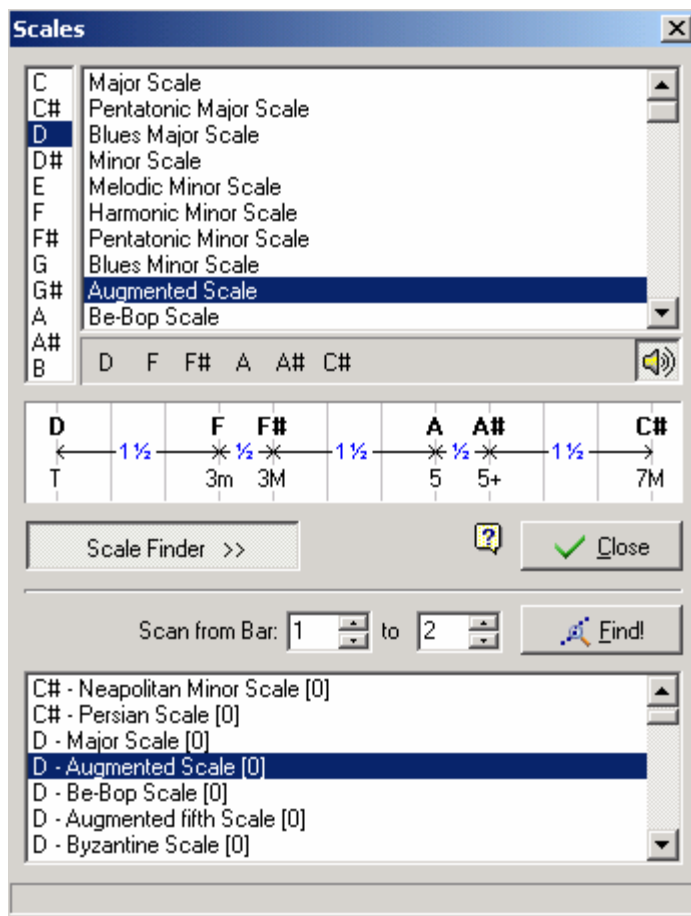 Scales
C
C#
D
D#
E
F
F#
G
G#
A
A#
B
Major Scale
Pentatonic Major Scale
Blues Major Scale
Minor Scale
Melodic Minor Scale
Harmonic Minor Scale
Pentatonic Minor Scale
Blues Minor Scale
Augmented Scale
Be-Bop Scale
D F F# A A# C#
D F F# A A# C#
1 ½ ½ 1 ½ ½ 1 ½
T 3m 3M 5 5+ 7M
Scale Finder >>
? Close
Scan from Bar: 1 to 2 Find!
C# - Neapolitan Minor Scale [0]
C# - Persian Scale [0]
D - Major Scale [0]
D - Augmented Scale [0]
D - Be-Bop Scale [0]
D - Augmented fifth Scale [0]
D - Byzantine Scale [0]